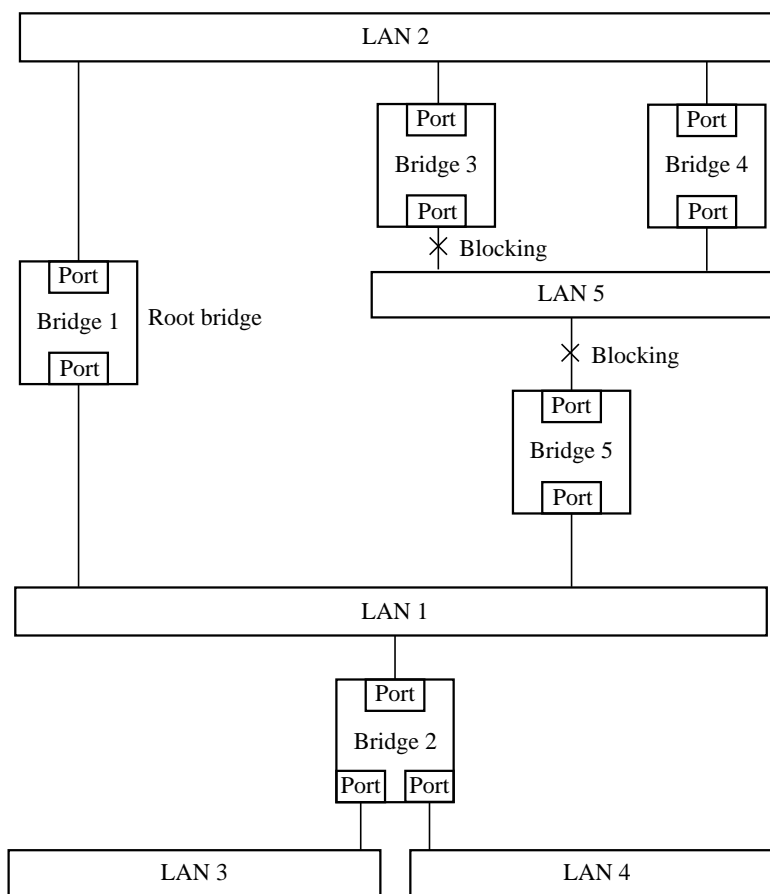 LAN 2
Port
Port
Bridge 3
Bridge 4
Port
Port
Blocking
Port
LAN 5
Bridge 1
Root bridge
Port
Blocking
Port
Bridge 5
Port
LAN 1
Port
Bridge 2
Port
Port
LAN 3
LAN 4